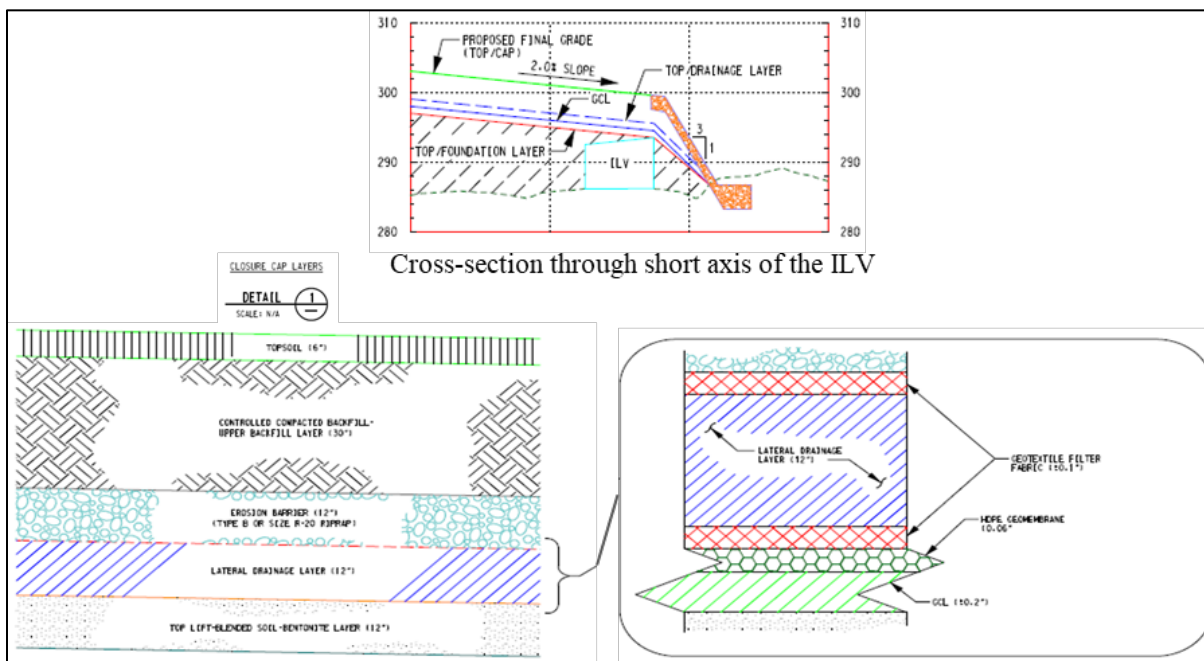 310
310
PROPOSED FINAL GRADE
(TOP/CAP)
2.0% SLOPE
TOP/DRAINAGE LAYER
300
300
GCL
3
1
TOP/FOUNDATION LAYER
290
ILV
290
280
280
Cross-section through short axis of the ILV
CLOSURE CAP LAYERS
DETAIL 1
SCALE: N/A
—
TOPSOIL (6")
CONTROLLED COMPACTED BACKFILL-
UPPER BACKFILL LAYER (30")
EROSION BARRIER (12")
(TYPE B OR SIZE R-20 RIPRAP)
LATERAL DRAINAGE LAYER (12")
TOP LIFT-BLENDED SOIL-BENTONITE LAYER (12")
LATERAL DRAINAGE
LAYER (12")
GEOTEXTILE FILTER
FABRIC (±0.1")
HDPE GEOMEMBRANE
(0.06"
GCL (±0.2")